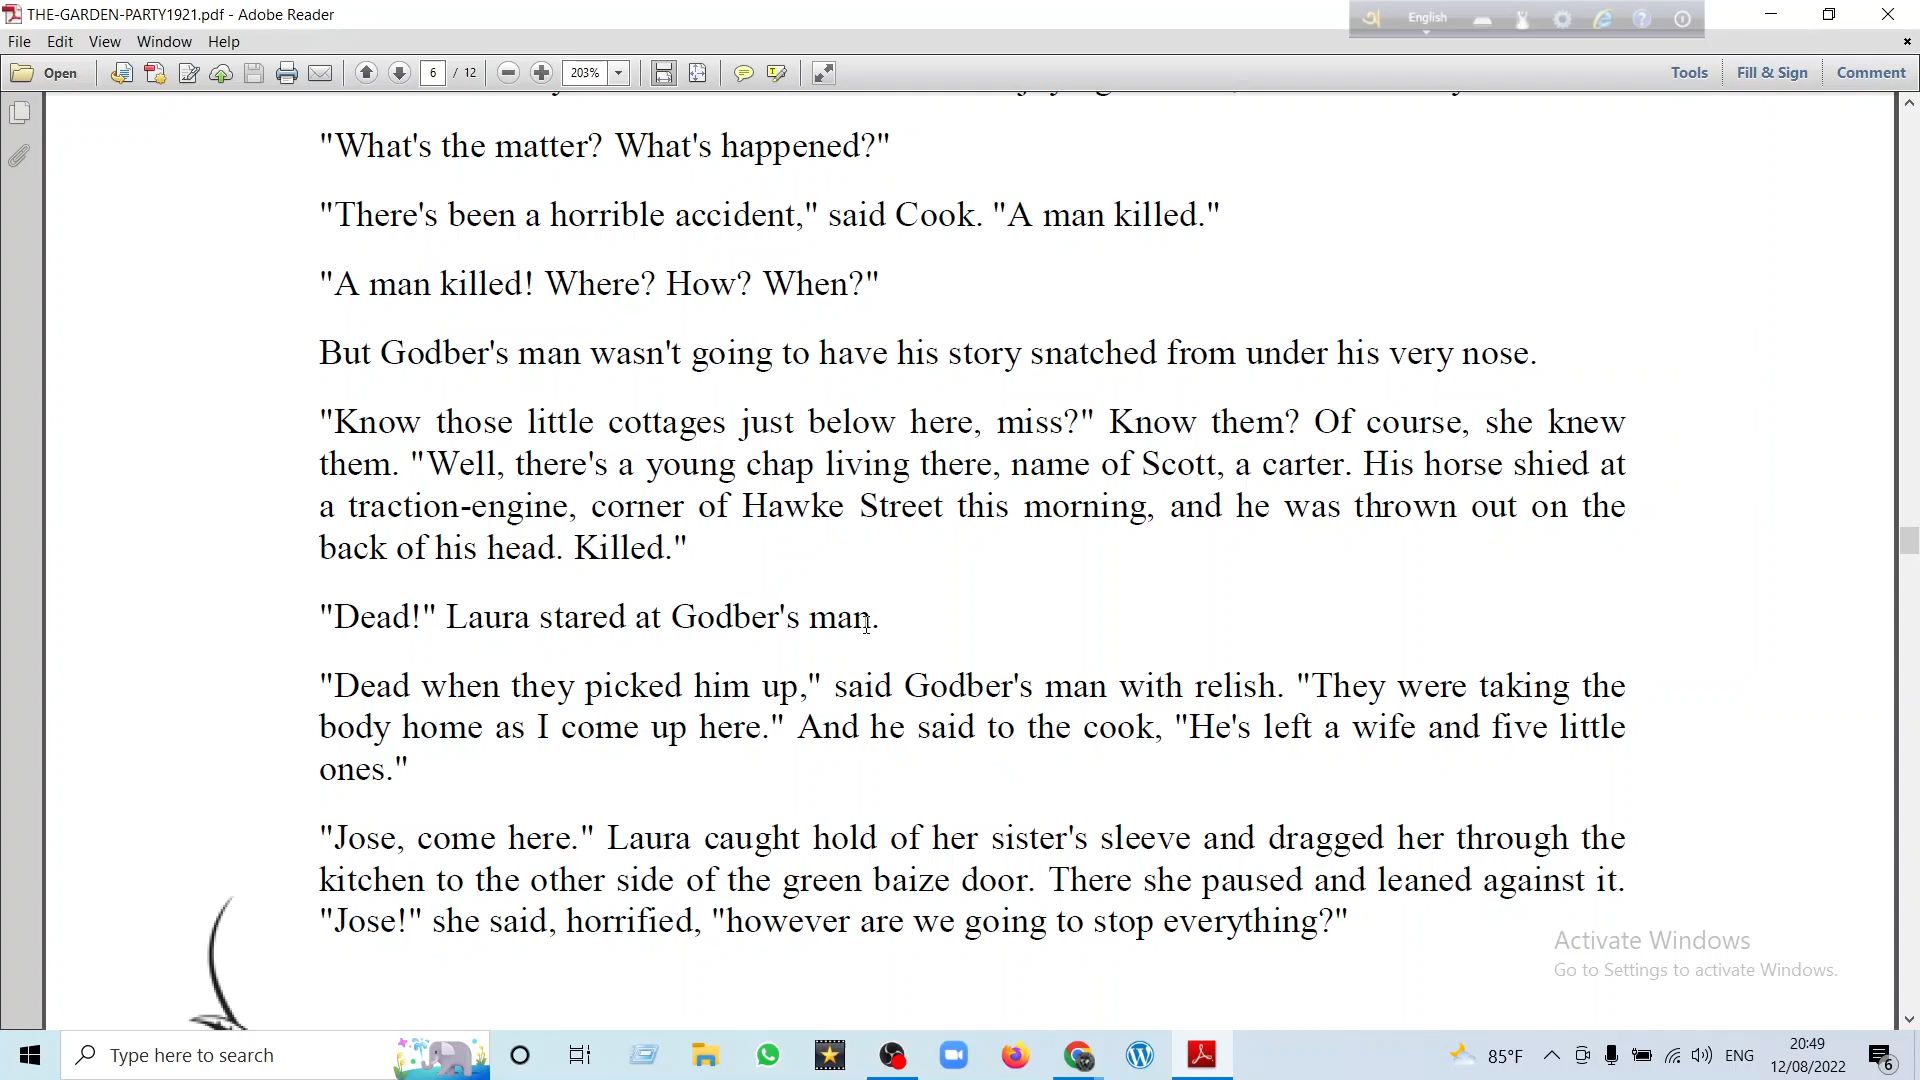 THE-GARDEN-PARTY1921.pdf - Adobe Reader
English
File Edit View Window Help
Open 6 / 12 203% Tools Fill & Sign Comment
"What's the matter? What's happened?"
"There's been a horrible accident," said Cook. "A man killed."
"A man killed! Where? How? When?"
But Godber's man wasn't going to have his story snatched from under his very nose.
"Know those little cottages just below here, miss?" Know them? Of course, she knew
them. "Well, there's a young chap living there, name of Scott, a carter. His horse shied at
a traction-engine, corner of Hawke Street this morning, and he was thrown out on the
back of his head. Killed."
"Dead!" Laura stared at Godber's man.
"Dead when they picked him up," said Godber's man with relish. "They were taking the
body home as I come up here." And he said to the cook, "He's left a wife and five little
ones."
"Jose, come here." Laura caught hold of her sister's sleeve and dragged her through the
kitchen to the other side of the green baize door. There she paused and leaned against it.
"Jose!" she said, horrified, "however are we going to stop everything?"
Activate Windows
Go to Settings to activate Windows.
Type here to search
85°F ENG
20:49
12/08/2022
6